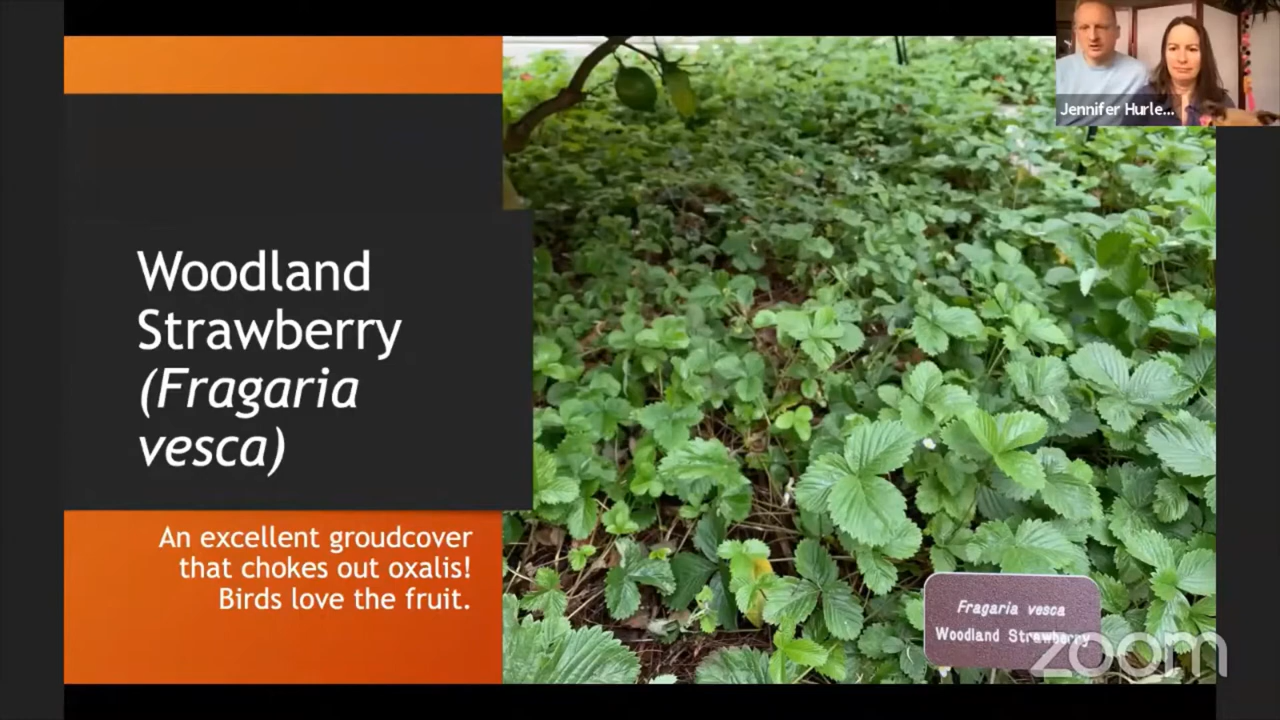 Jennifer Hurle...
Woodland
Strawberry
(Fragaria
vesca)
An excellent groudcover
that chokes out oxalis!
Birds love the fruit.
Fragaria vesca
Woodland Strawberry
zoom